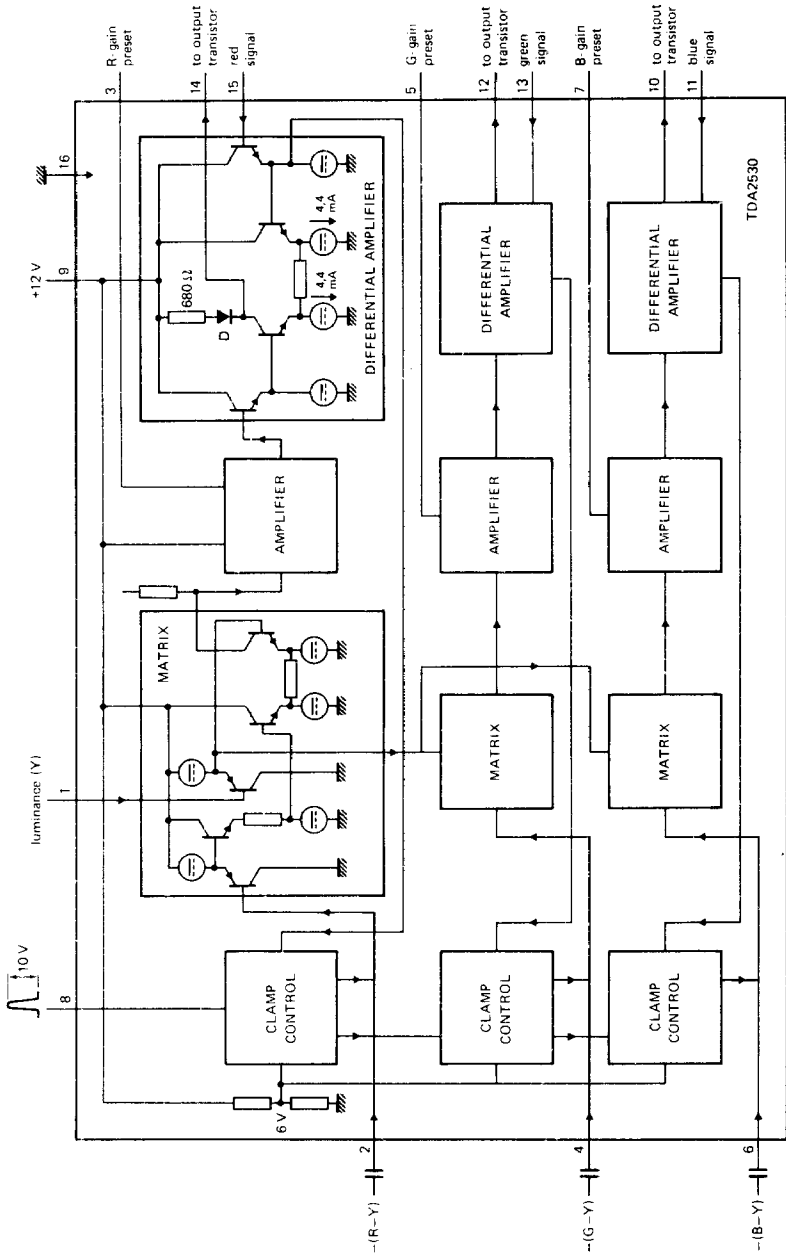 R-gain
preset
3
to output
transistor
14
red
signal
15
G-gain
preset
5
to output
transistor
12
green
signal
13
B-gain
preset
7
to output
transistor
10
blue
signal
11
16
+12 V
9
680 Ω
D
4,4
mA
4,4
mA
DIFFERENTIAL AMPLIFIER
AMPLIFIER
MATRIX
luminance (Y)
1
10 V
8
CLAMP
CONTROL
6 V
2
-(R-Y)
DIFFERENTIAL
AMPLIFIER
AMPLIFIER
MATRIX
CLAMP
CONTROL
4
-(G-Y)
DIFFERENTIAL
AMPLIFIER
AMPLIFIER
MATRIX
CLAMP
CONTROL
6
-(B-Y)
TDA2530